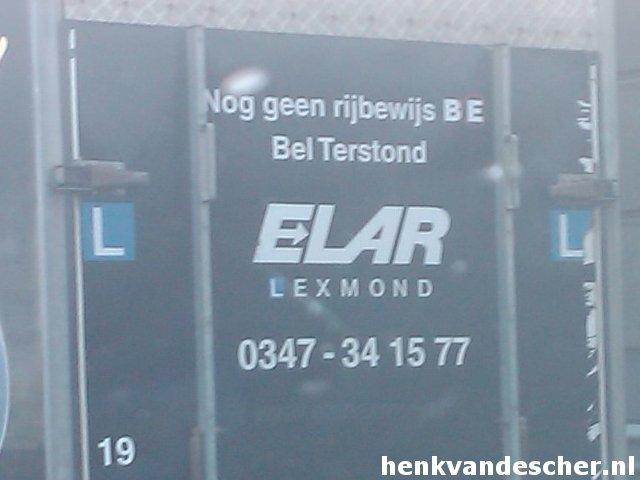 Nog geen rijbewijs BE
Bel Terstond
L
ELAR
L
LEXMOND
0347 - 34 15 77
19
henkvandescher.nl